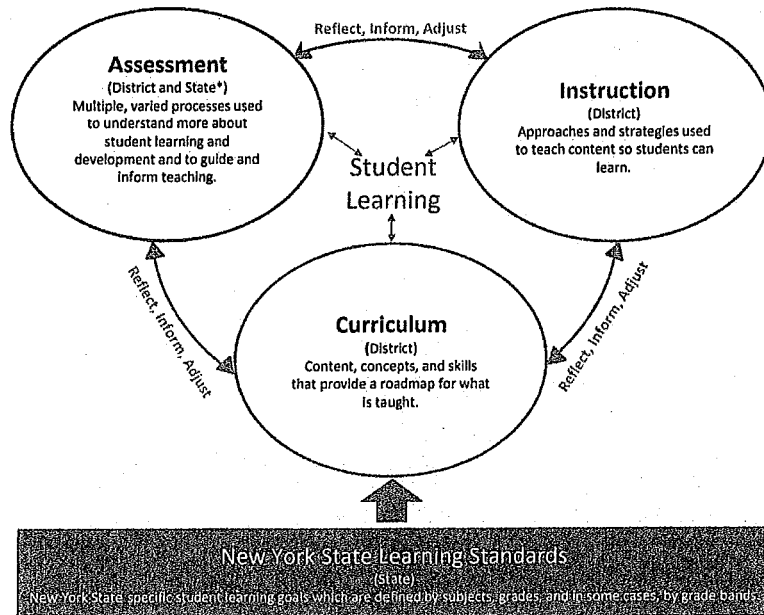 Reflect, Inform, Adjust
Assessment
(District and State*)
Multiple, varied processes used
to understand more about
student learning and
development and to guide and
inform teaching.
Instruction
(District)
Approaches and strategies used
to teach content so students can
learn.
Student
Learning
Reflect, Inform, Adjust
Reflect, Inform, Adjust
Curriculum
(District)
Content, concepts, and skills
that provide a roadmap for what
is taught.
New York State Learning Standards
(State)
New York State specific student learning goals which are defined by subjects, grades, and in some cases, by grade bands